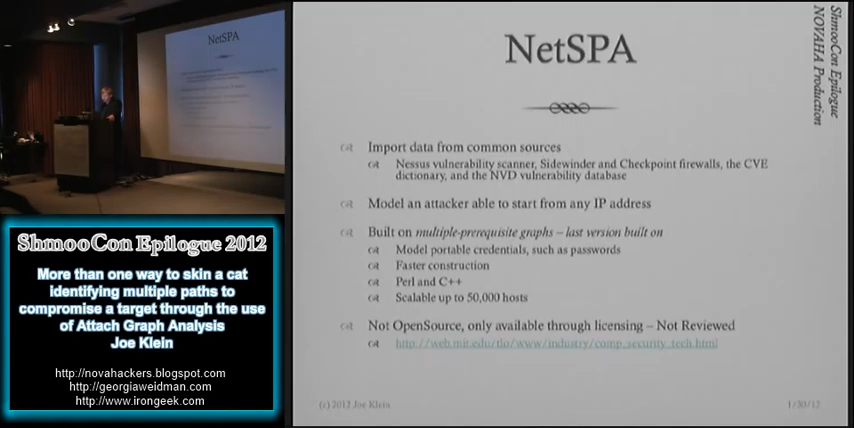 NetSPA
ShmooCon Epilogue
NOVAHA Production
NetSPA
Import data from common sources
Nessus vulnerability scanner, Sidewinder and Checkpoint firewalls, the CVE
dictionary, and the NVD vulnerability database
Model an attacker able to start from any IP address
Built on multiple-prerequisite graphs – last version built on
Model portable credentials, such as passwords
Faster construction
Perl and C++
Scalable up to 50,000 hosts
Not OpenSource, only available through licensing – Not Reviewed
http://web.mit.edu/tlo/www/industry/comp_security_tech.html
(c) 2012 Joe Klein
1/30/12
ShmooCon Epilogue 2012
More than one way to skin a cat
identifying multiple paths to
compromise a target through the use
of Attach Graph Analysis
Joe Klein
http://novahackers.blogspot.com
http://georgiaweidman.com
http://www.irongeek.com